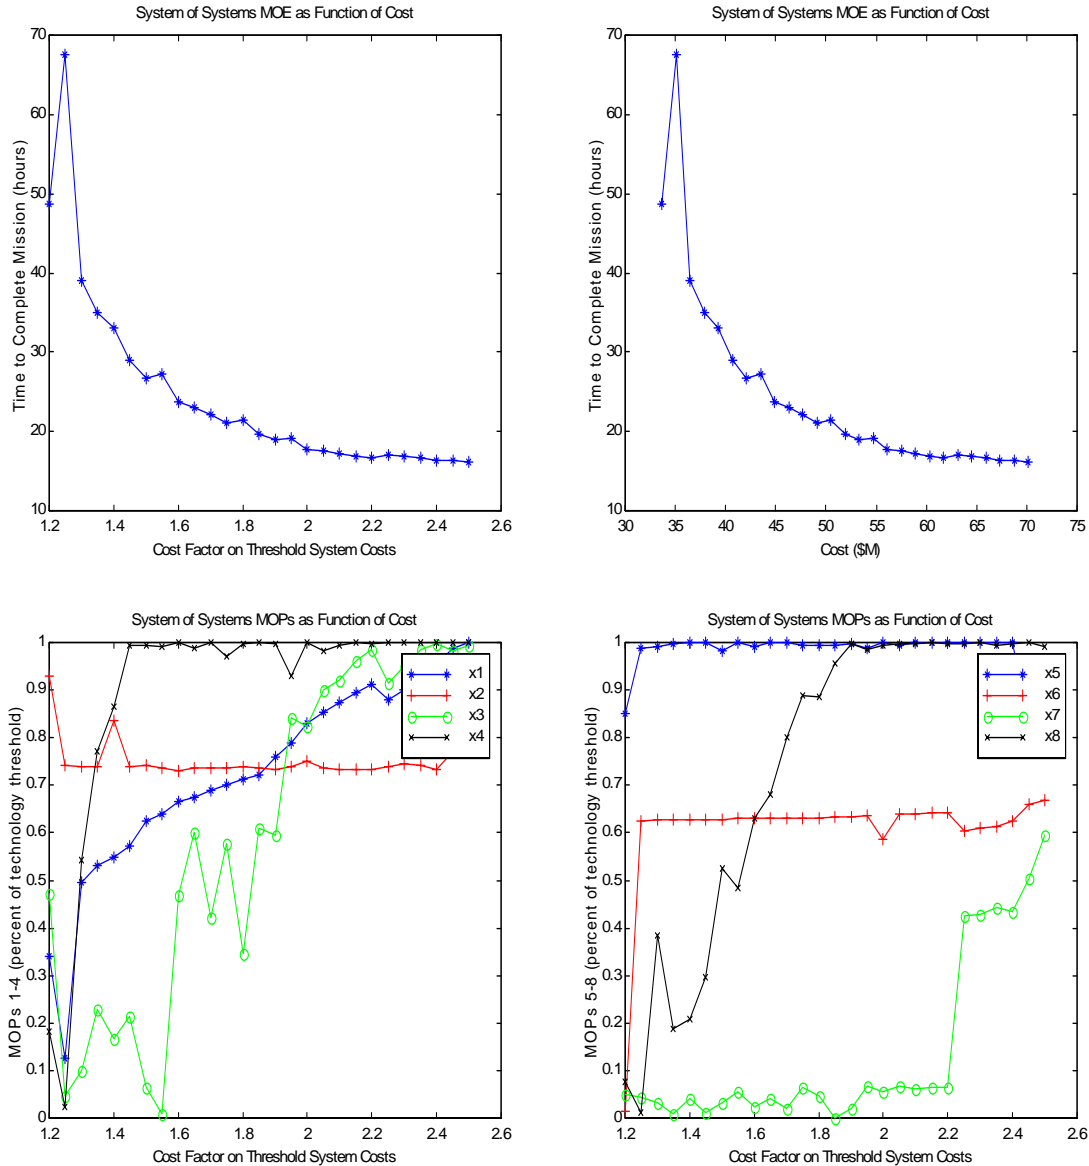 System of Systems MOE as Function of Cost
70
60
50
40
30
20
10
1.2 1.4 1.6 1.8 2 2.2 2.4 2.6
Time to Complete Mission (hours)
Cost Factor on Threshold System Costs
System of Systems MOE as Function of Cost
70
60
50
40
30
20
10
30 35 40 45 50 55 60 65 70 75
Time to Complete Mission (hours)
Cost ($M)
System of Systems MOPs as Function of Cost
1
0.9
0.8
0.7
0.6
0.5
0.4
0.3
0.2
0.1
0
1.2 1.4 1.6 1.8 2 2.2 2.4 2.6
MOPs 1-4 (percent of technology threshold)
Cost Factor on Threshold System Costs
x1
x2
x3
x4
System of Systems MOPs as Function of Cost
1
0.9
0.8
0.7
0.6
0.5
0.4
0.3
0.2
0.1
0
1.2 1.4 1.6 1.8 2 2.2 2.4 2.6
MOPs 5-8 (percent of technology threshold)
Cost Factor on Threshold System Costs
x5
x6
x7
x8